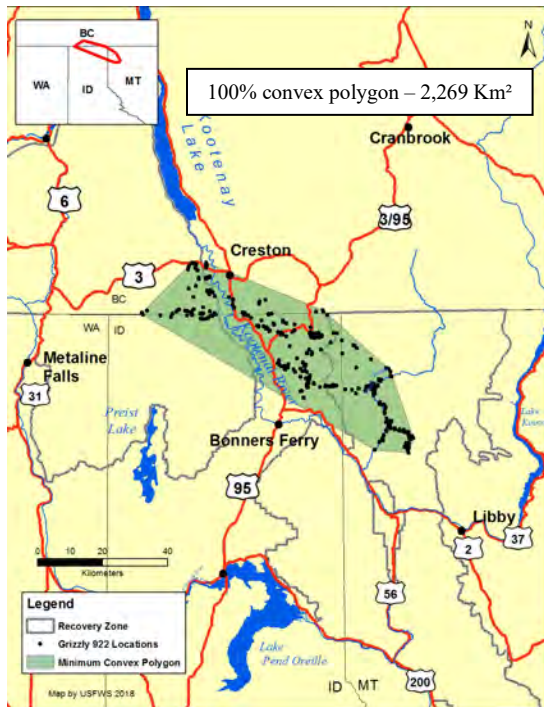 BC
WA
ID
MT
N
100% convex polygon – 2,269 Km²
Kootenay
Lake
Cranbrook
6
3/95
Creston
3
BC
WA
ID
Kootenai River
Metaline
Falls
31
Preist
Lake
Bonners Ferry
Lake
95
Libby
37
2
0 10 20 40
Kilometers
56
Legend
Recovery Zone
Grizzly 922 Locations
Minimum Convex Polygon
Lake
Pend Oreille
ID
MT
200
Map by USFWS 2018